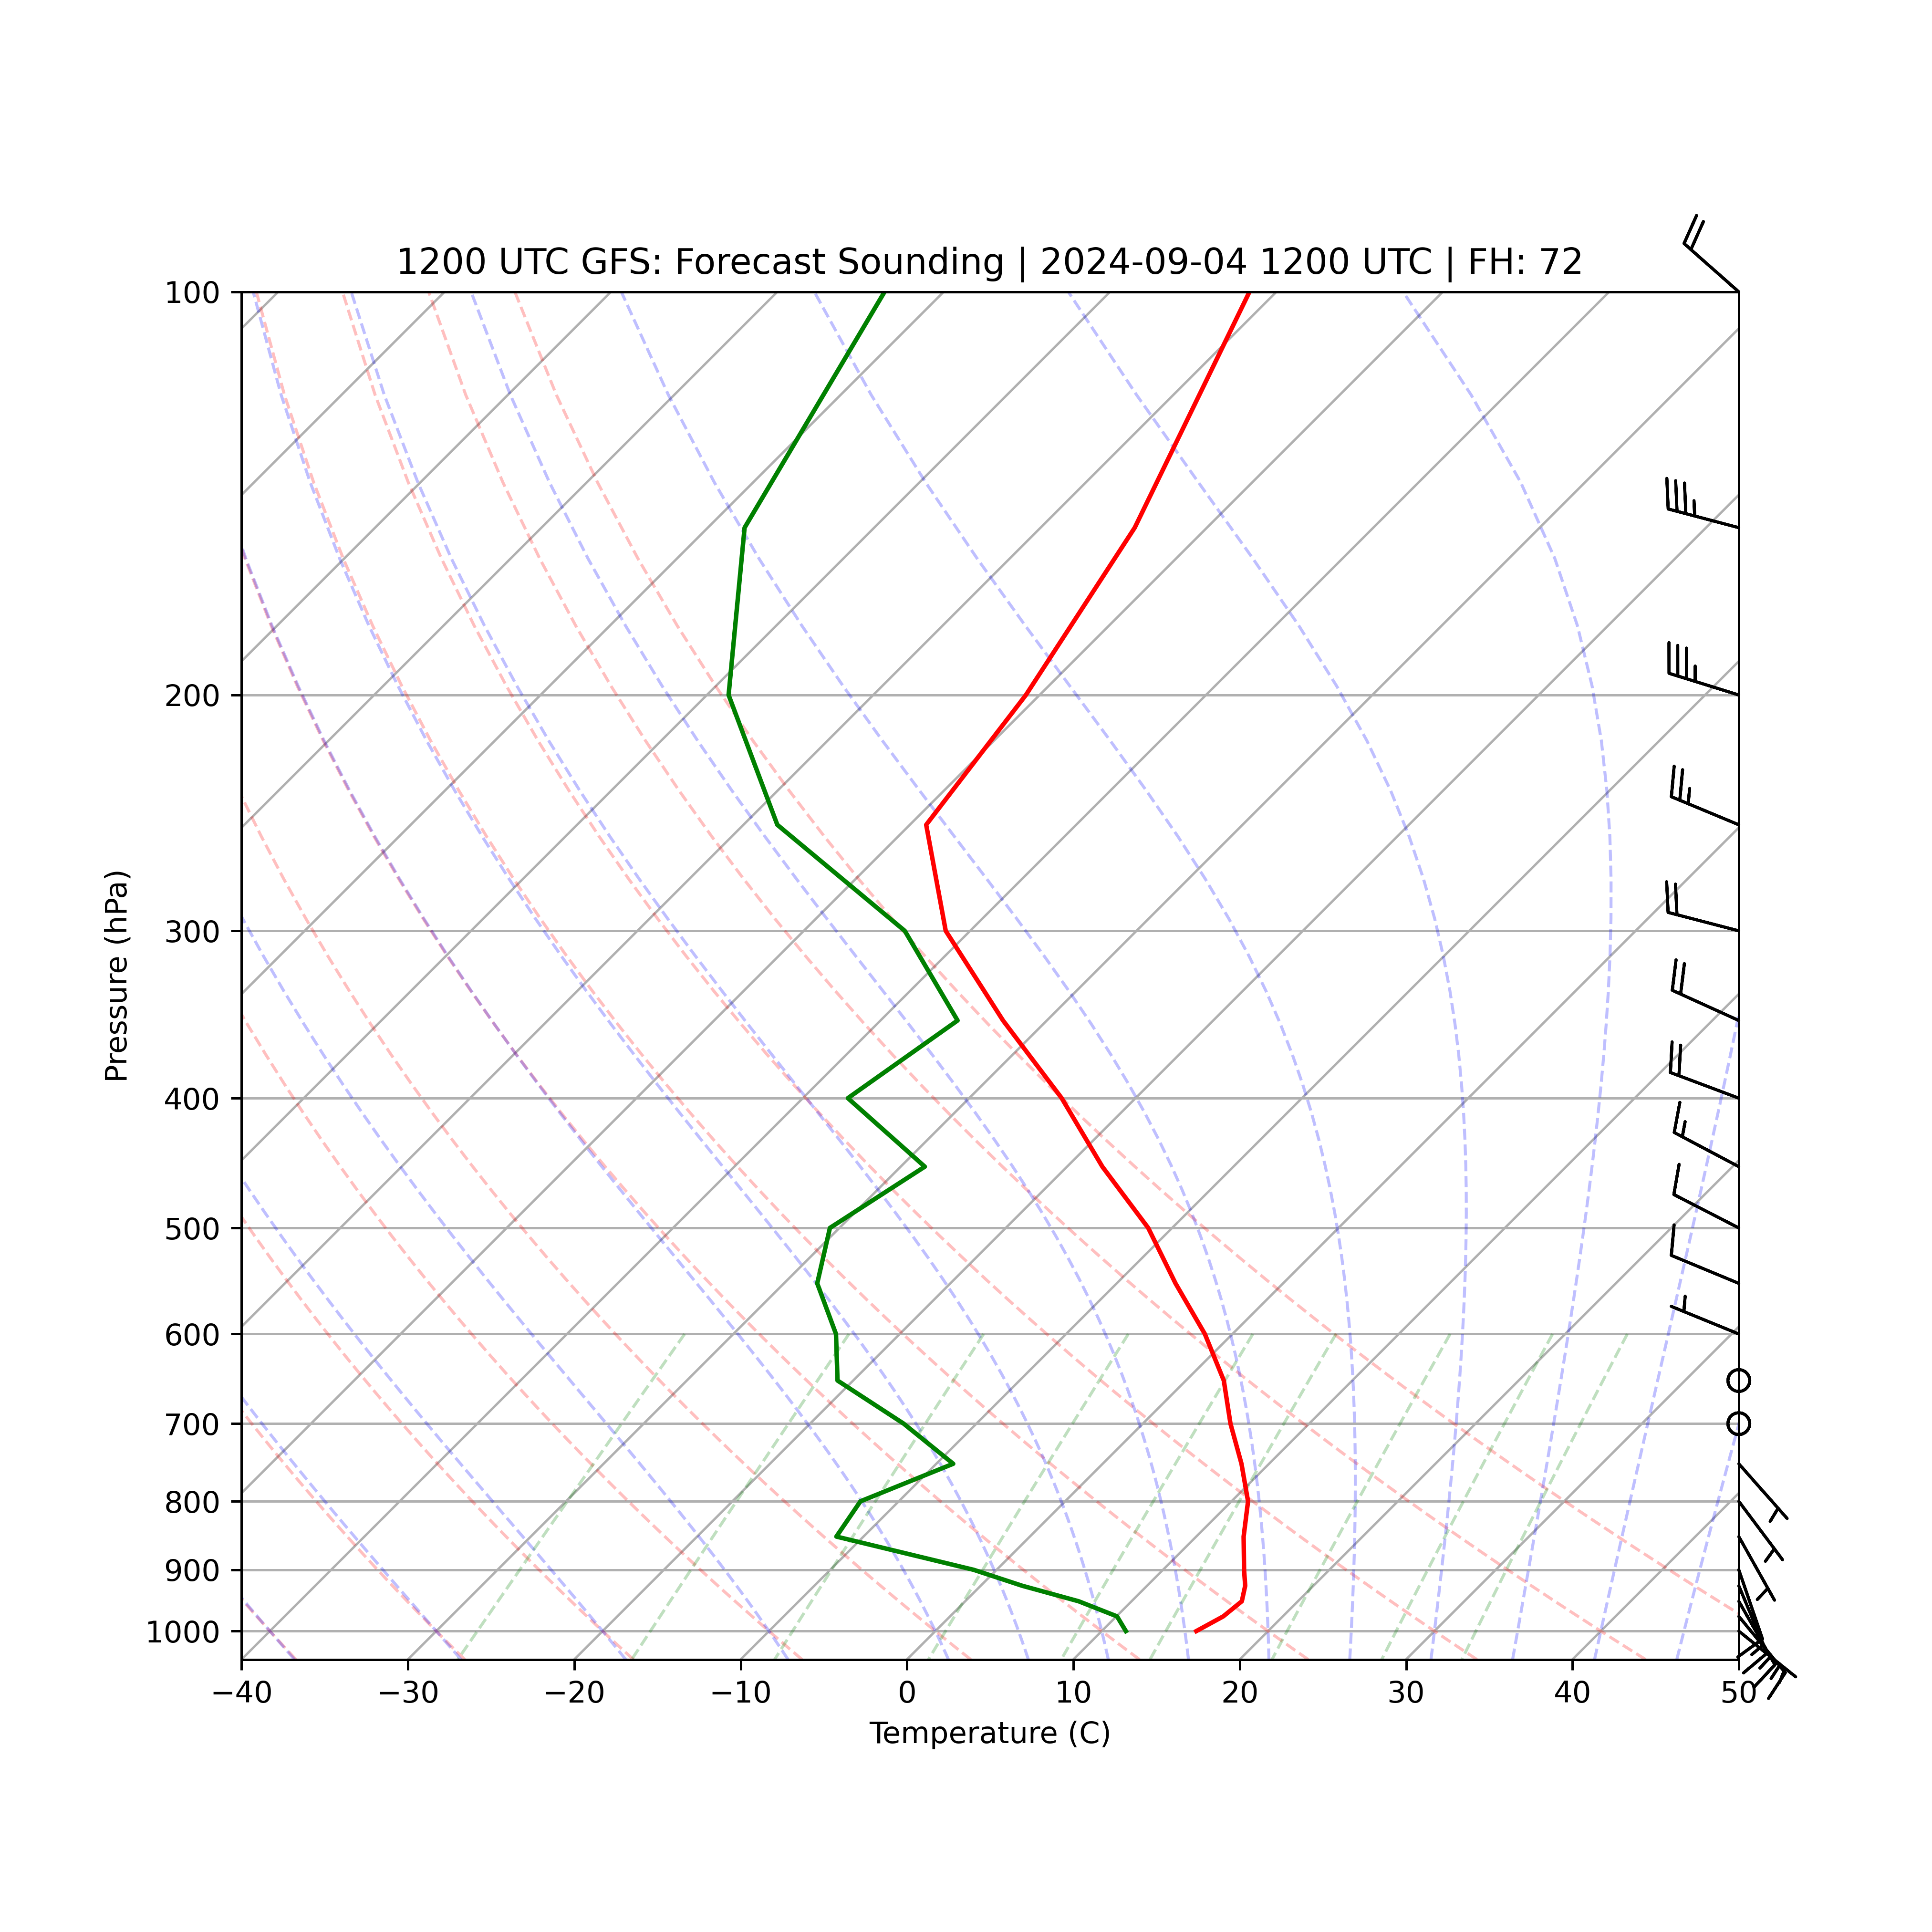 1200 UTC GFS: Forecast Sounding | 2024-09-04 1200 UTC | FH: 72
100
200
300
400
500
600
700
800
900
1000
Pressure (hPa)
−40 −30 −20 −10 0 10 20 30 40 50
Temperature (C)